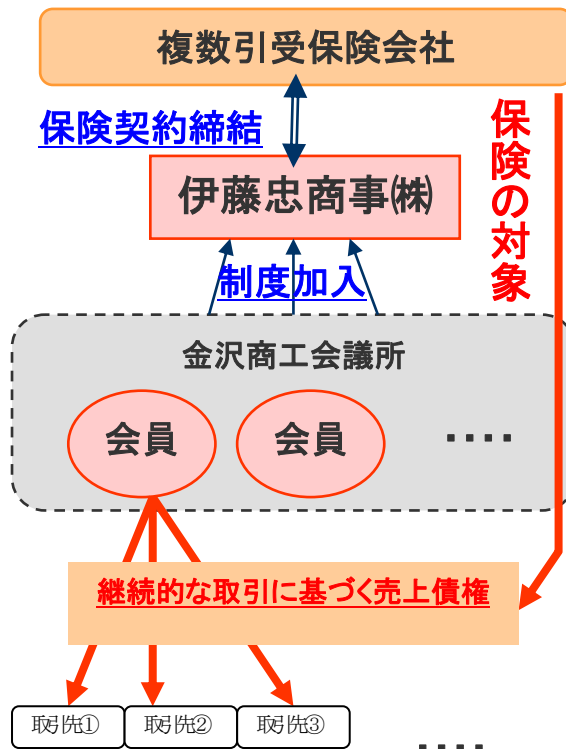 複数引受保険会社
保険契約締結
保険の対象
伊藤忠商事㈱
制度加入
金沢商工会議所
会員
会員
‥‥
継続的な取引に基づく売上債権
取引先①
取引先②
取引先③
‥‥